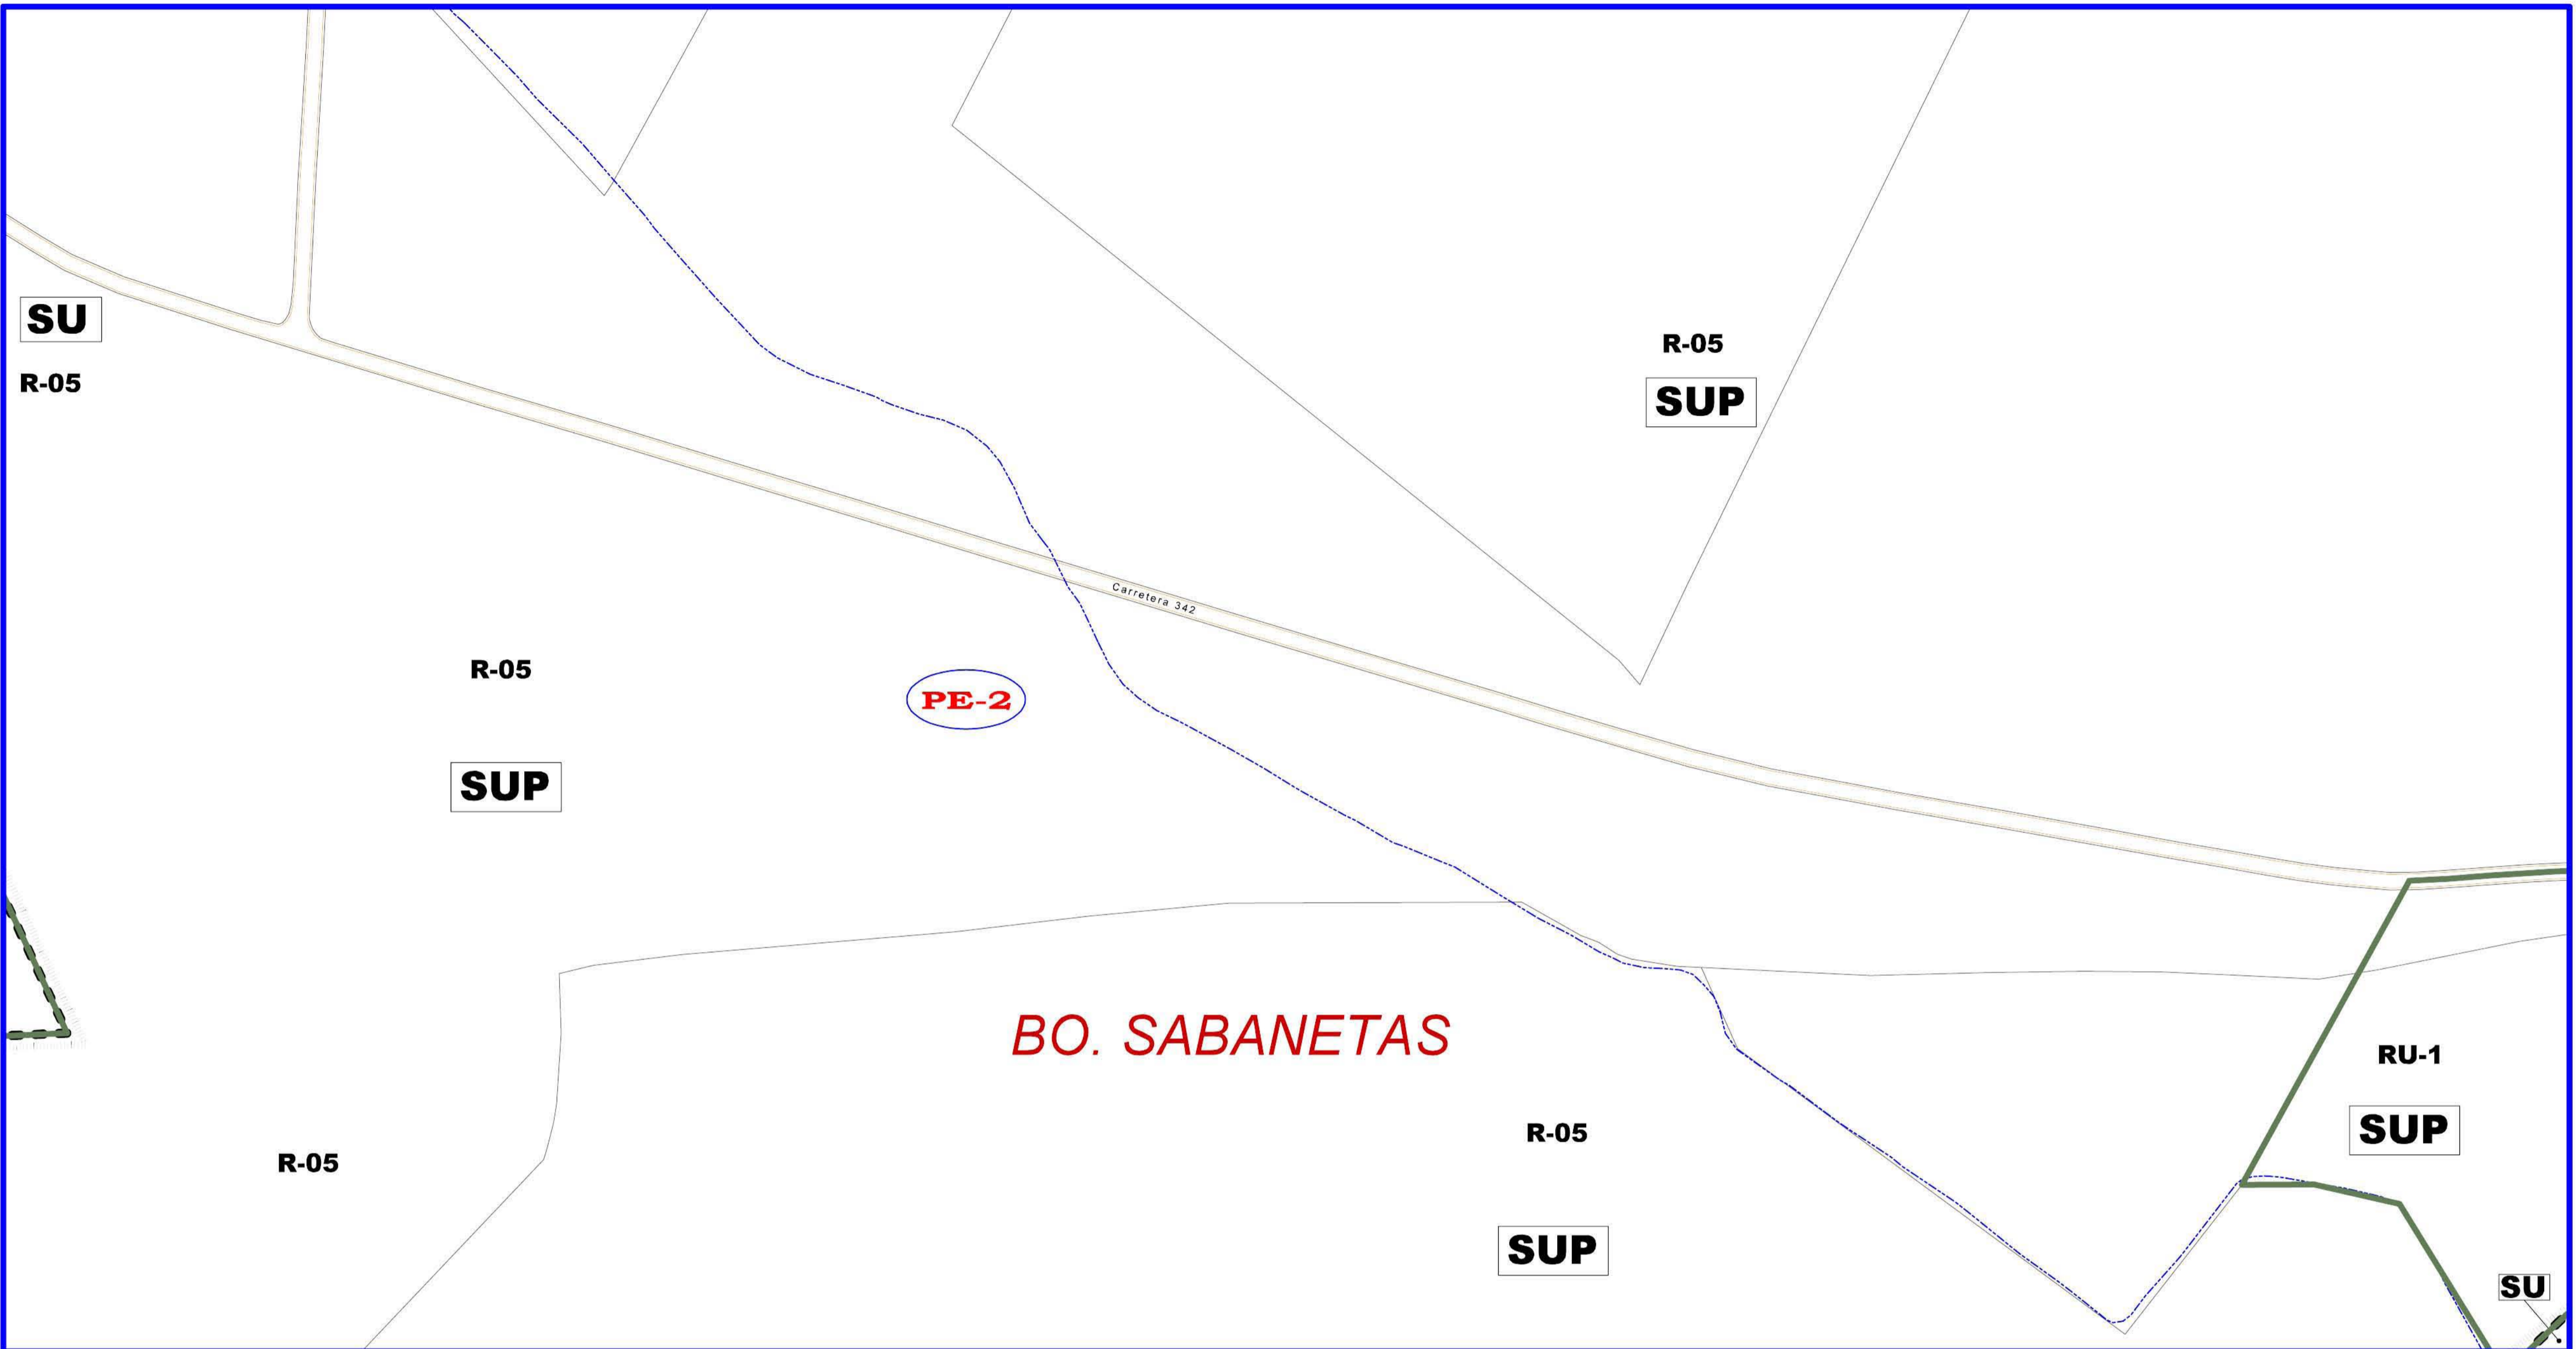 SU
R-05
R-05
SUP
Carretera 342
R-05
PE-2
SUP
BO. SABANETAS
RU-1
SUP
R-05
R-05
SUP
SU